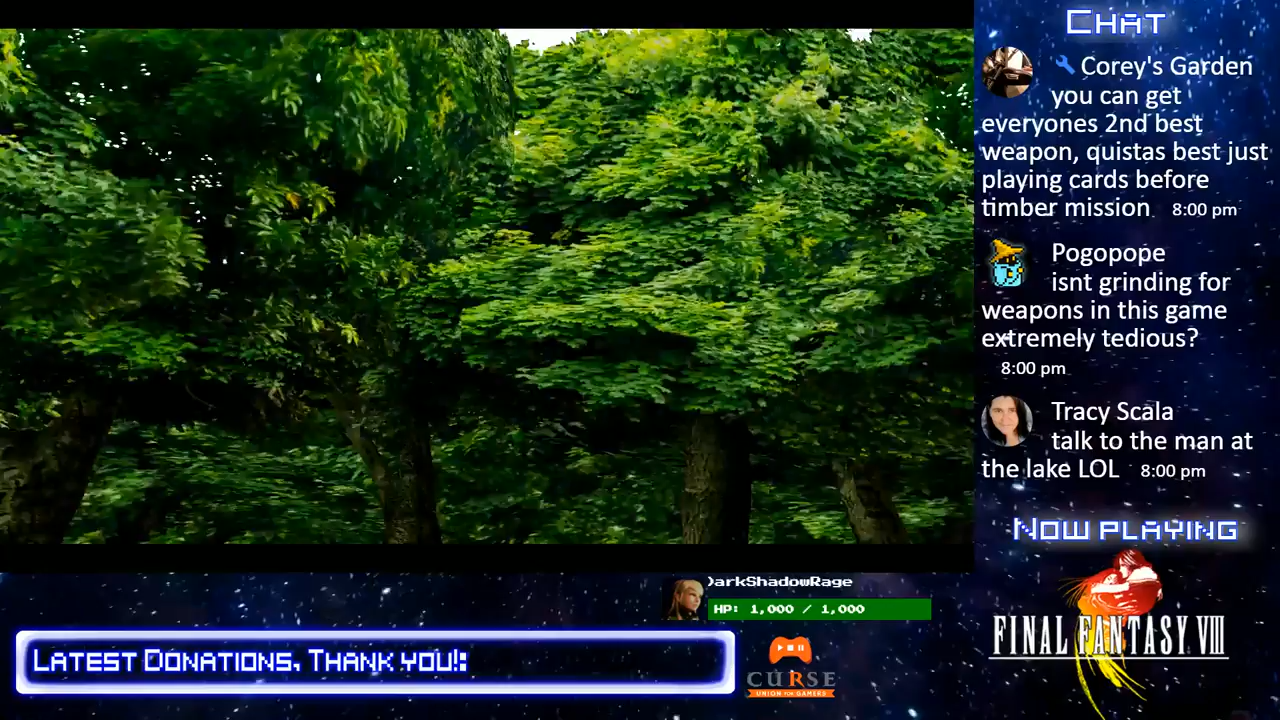 CHAT
Corey's Garden
you can get
everyones 2nd best
weapon, quistas best just
playing cards before
timber mission 8:00 pm
Pogopope
isnt grinding for
weapons in this game
extremely tedious?
8:00 pm
Tracy Scala
talk to the man at
the lake LOL 8:00 pm
NOW PLAYING
FINAL FANTASY VIII
DarkShadowRage
HP: 1,000 / 1,000
LATEST DONATIONS, THANK YOU!:
CURSE
UNION FOR GAMERS